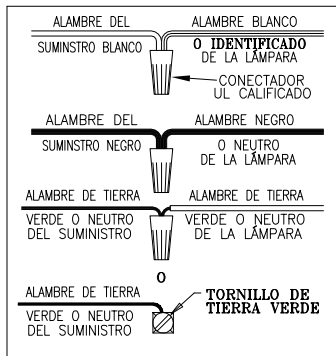 ALAMBRE DEL ALAMBRE BLANCO
SUMINSTRO BLANCO O IDENTIFICADO
DE LA LÁMPARA
CONECTADOR
UL CALIFICADO
ALAMBRE DEL ALAMBRE NEGRO
SUMINSTRO NEGRO O NEUTRO
DE LA LÁMPARA
ALAMBRE DE TIERRA ALAMBRE DE TIERRA
VERDE O NEUTRO VERDE O NEUTRO
DEL SUMINISTRO DE LA LÁMPARA
O
ALAMBRE DE TIERRA TORNILLO DE
VERDE O NEUTRO TIERRA VERDE
DEL SUMINISTRO